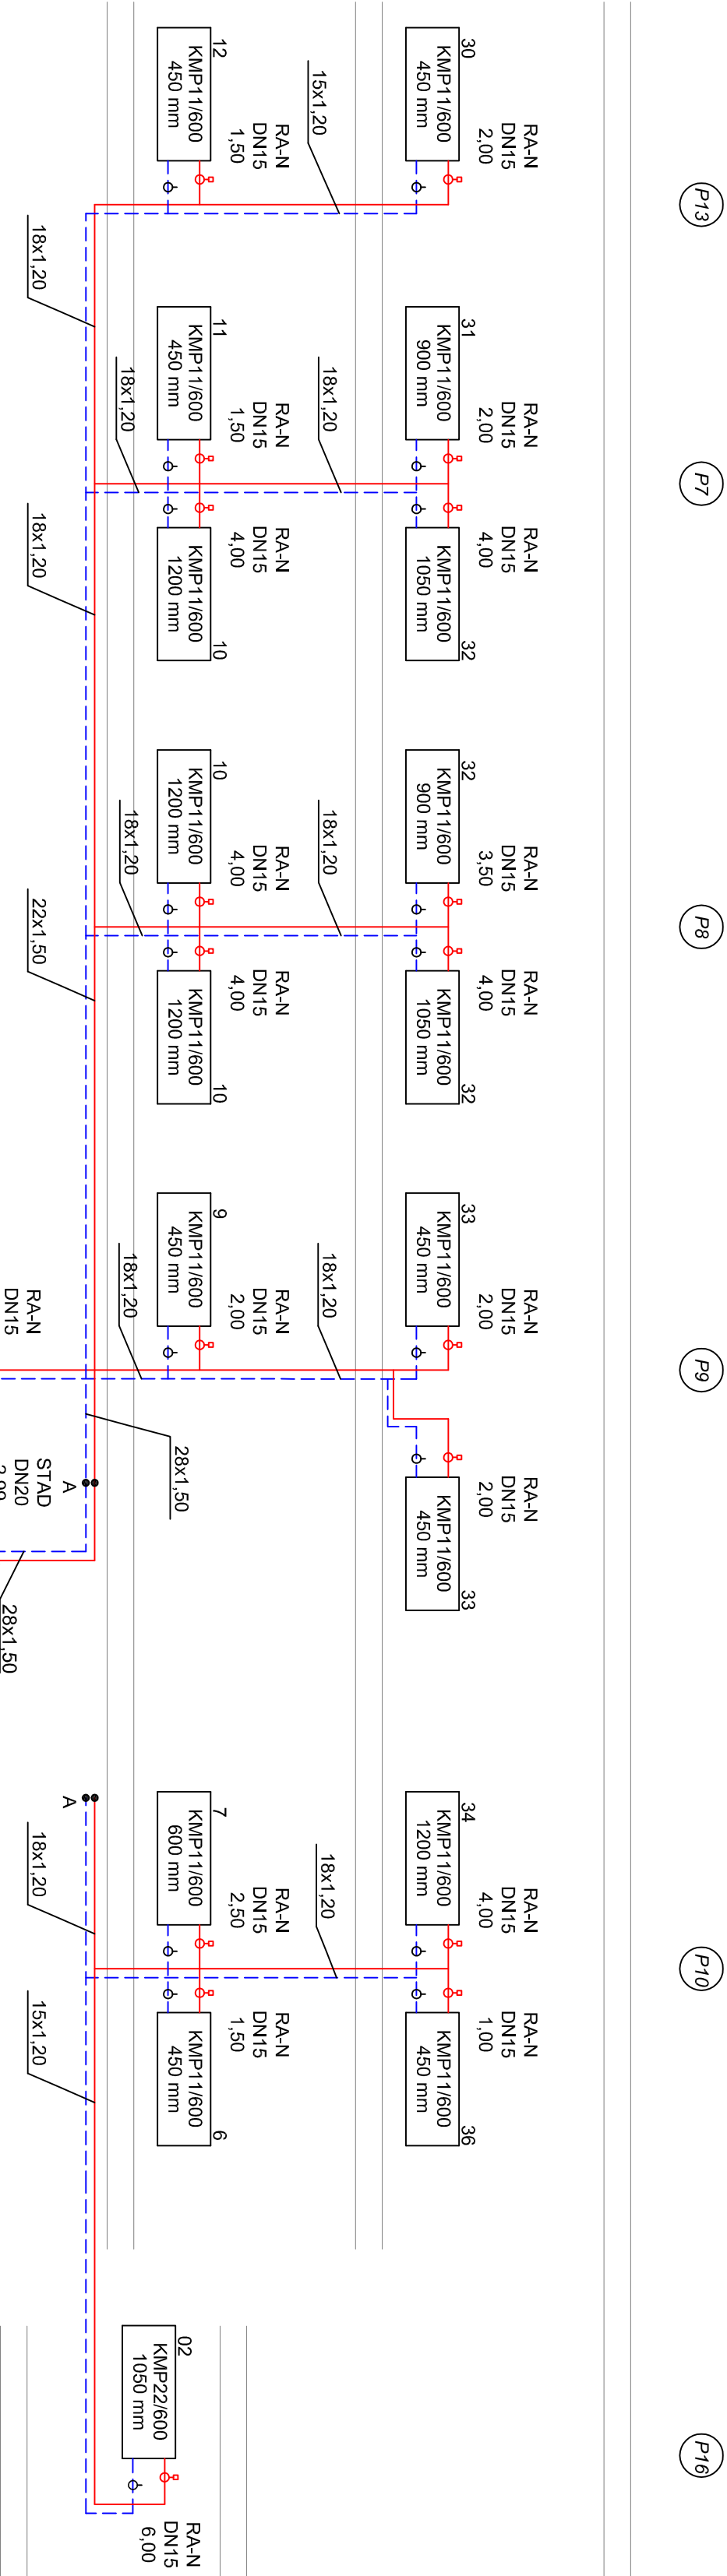 P13
30
KMP11/600
450 mm
RA-N
DN15
2,00
15x1,20
12
KMP11/600
450 mm
RA-N
DN15
1,50
18x1,20
P7
31
KMP11/600
900 mm
RA-N
DN15
2,00
RA-N
DN15
4,00
KMP11/600
1050 mm
32
18x1,20
11
KMP11/600
450 mm
RA-N
DN15
1,50
RA-N
DN15
4,00
KMP11/600
1200 mm
10
18x1,20
18x1,20
P8
32
KMP11/600
900 mm
RA-N
DN15
3,50
RA-N
DN15
4,00
KMP11/600
1050 mm
32
18x1,20
10
KMP11/600
1200 mm
RA-N
DN15
4,00
RA-N
DN15
4,00
KMP11/600
1200 mm
10
18x1,20
22x1,50
P9
33
KMP11/600
450 mm
RA-N
DN15
2,00
RA-N
DN15
2,00
KMP11/600
450 mm
33
18x1,20
9
KMP11/600
450 mm
RA-N
DN15
2,00
18x1,20
28x1,50
RA-N
DN15
A
STAD
DN20
28x1,50
P10
34
KMP11/600
1200 mm
RA-N
DN15
4,00
RA-N
DN15
1,00
KMP11/600
450 mm
36
18x1,20
7
KMP11/600
600 mm
RA-N
DN15
2,50
RA-N
DN15
1,50
KMP11/600
450 mm
6
A
18x1,20
15x1,20
P16
02
KMP22/600
1050 mm
RA-N
DN15
6,00